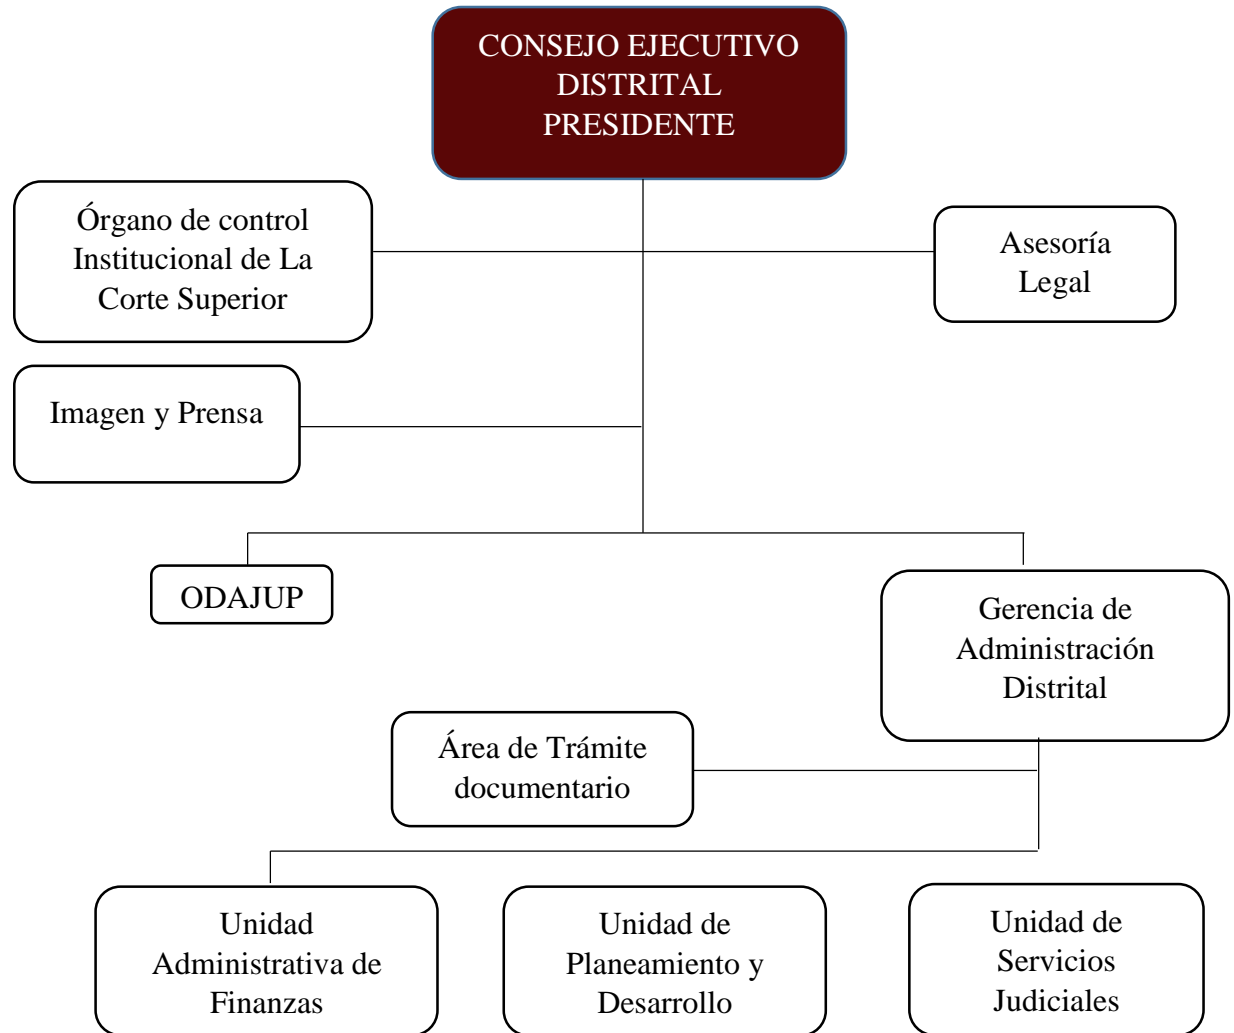 CONSEJO EJECUTIVO
DISTRITAL
PRESIDENTE
Órgano de control
Institucional de La
Corte Superior
Asesoría
Legal
Imagen y Prensa
ODAJUP
Gerencia de
Administración
Distrital
Área de Trámite
documentario
Unidad
Administrativa de
Finanzas
Unidad de
Planeamiento y
Desarrollo
Unidad de
Servicios
Judiciales